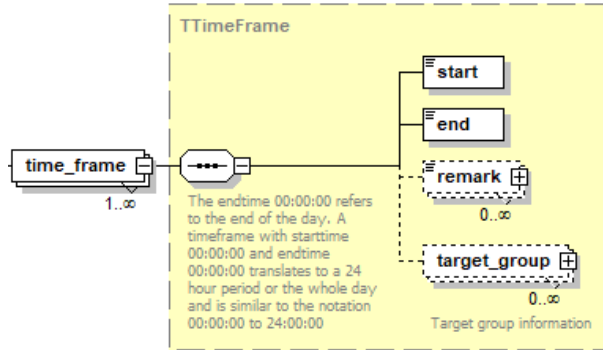 TTimeFrame
start
end
time_frame
1..∞
remark
0..∞
The endtime 00:00:00 refers
to the end of the day. A
timeframe with starttime
00:00:00 and endtime
00:00:00 translates to a 24
hour period or the whole day
and is similar to the notation
00:00:00 to 24:00:00
target_group
0..∞
Target group information